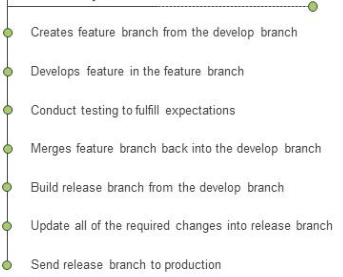 Creates feature branch from the develop branch
Develops feature in the feature branch
Conduct testing to fulfill expectations
Merges feature branch back into the develop branch
Build release branch from the develop branch
Update all of the required changes into release branch
Send release branch to production